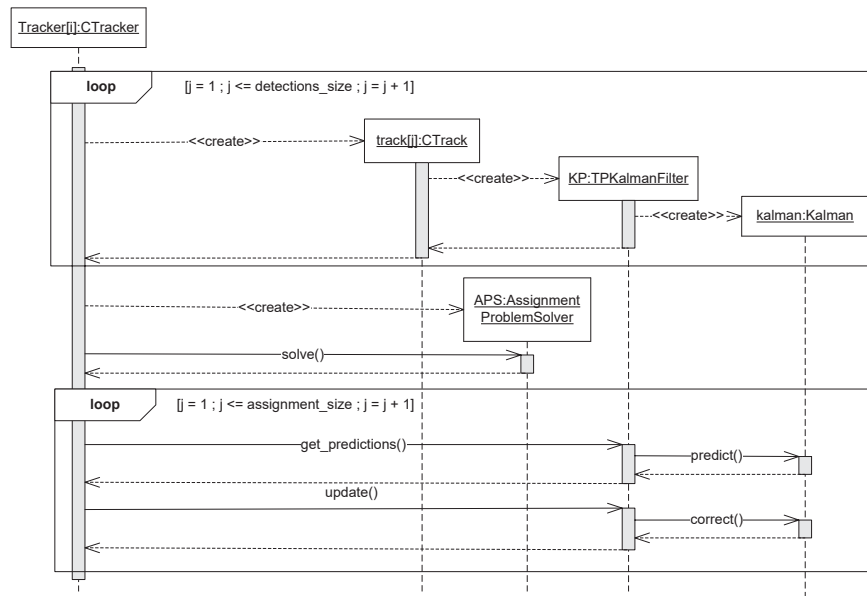 Tracker[i]:CTracker
loop
[j = 1 ; j <= detections_size ; j = j + 1]
<<create>>
track[j]:CTrack
<<create>>
KP:TPKalmanFilter
<<create>>
kalman:Kalman
<<create>>
APS:Assignment
ProblemSolver
solve()
loop
[j = 1 ; j <= assignment_size ; j = j + 1]
get_predictions()
predict()
update()
correct()